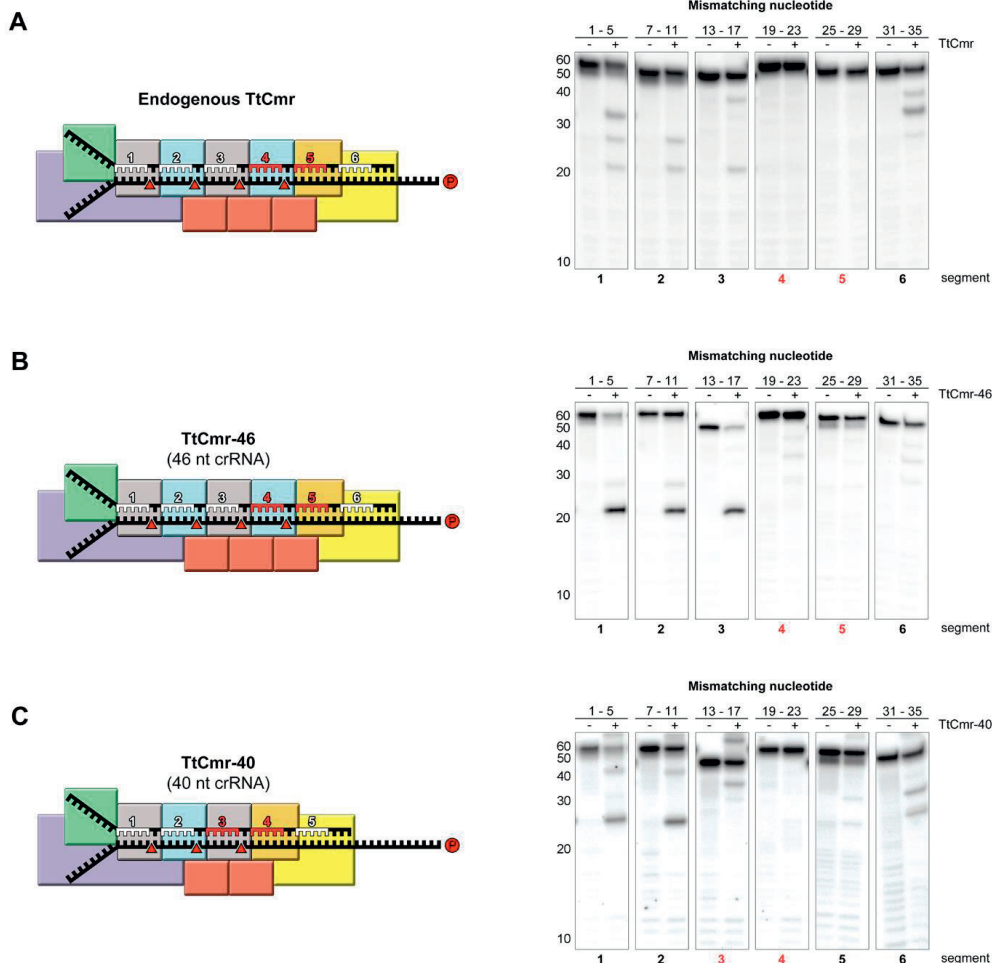 A
Endogenous TtCmr
1 2 3 4 5 6
P
Mismatching nucleotide
1 - 5 7 - 11 13 - 17 19 - 23 25 - 29 31 - 35
- + - + - + - + - + - + TtCmr
60
50
40
30
20
10
1 2 3 4 5 6 segment
B
TtCmr-46
(46 nt crRNA)
1 2 3 4 5 6
P
Mismatching nucleotide
1 - 5 7 - 11 13 - 17 19 - 23 25 - 29 31 - 35
- + - + - + - + - + - + TtCmr-46
60
50
40
30
20
10
1 2 3 4 5 6 segment
C
TtCmr-40
(40 nt crRNA)
1 2 3 4 5
P
Mismatching nucleotide
1 - 5 7 - 11 13 - 17 19 - 23 25 - 29 31 - 35
- + - + - + - + - + - + TtCmr-40
60
50
40
30
20
10
1 2 3 4 5 6 segment